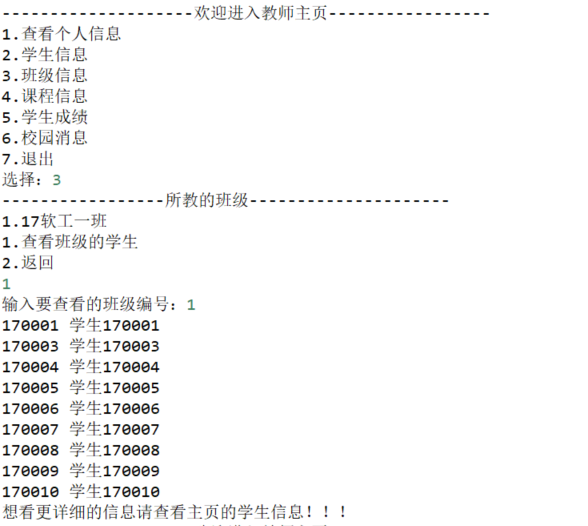 -------------------欢迎进入教师主页----------------
1.查看个人信息
2.学生信息
3.班级信息
4.课程信息
5.学生成绩
6.校园消息
7.退出
选择：3
----------------所教的班级--------------------
1.17软工一班
1.查看班级的学生
2.返回
1
输入要查看的班级编号：1
170001 学生170001
170003 学生170003
170004 学生170004
170005 学生170005
170006 学生170006
170007 学生170007
170008 学生170008
170009 学生170009
170010 学生170010
想看更详细的信息请查看主页的学生信息！！！